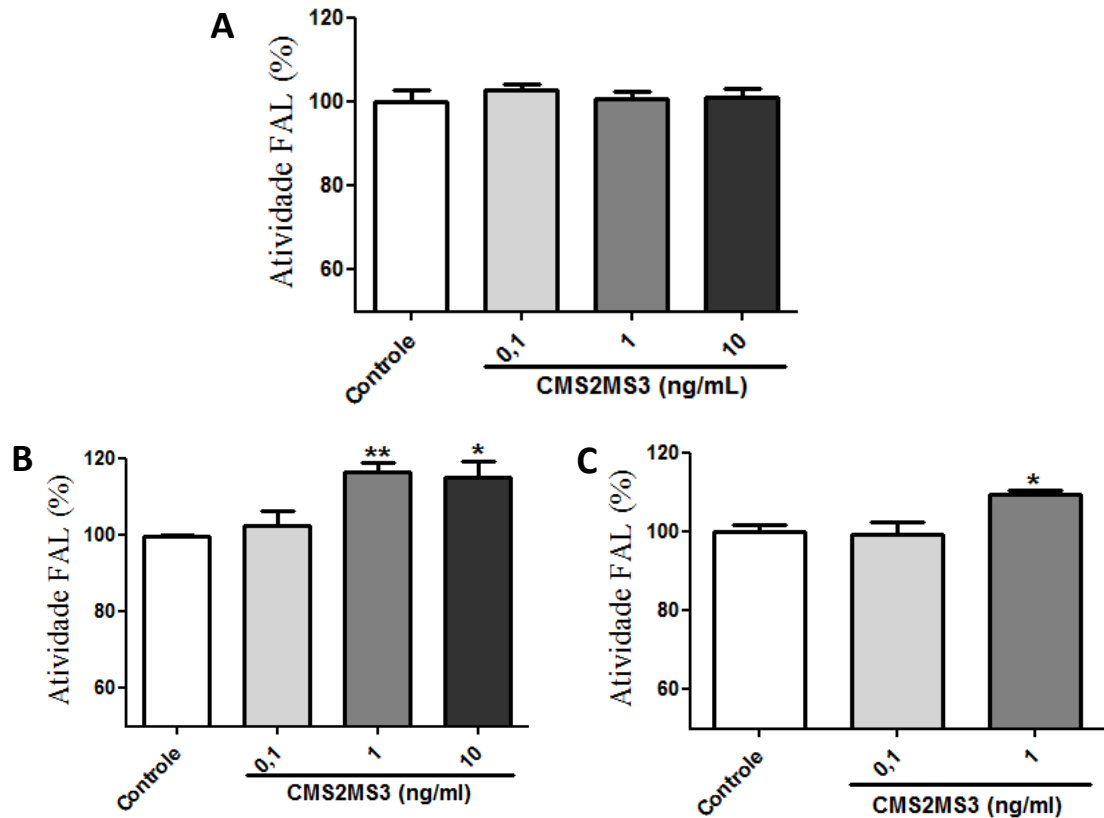 A
Atividade FAL (%)
120
100
80
60
Controle
0,1
1
10
CMS2MS3 (ng/mL)
B
Atividade FAL (%)
120
100
80
60
**
*
Controle
0,1
1
10
CMS2MS3 (ng/ml)
C
Atividade FAL (%)
120
100
80
60
*
Controle
0,1
1
CMS2MS3 (ng/ml)